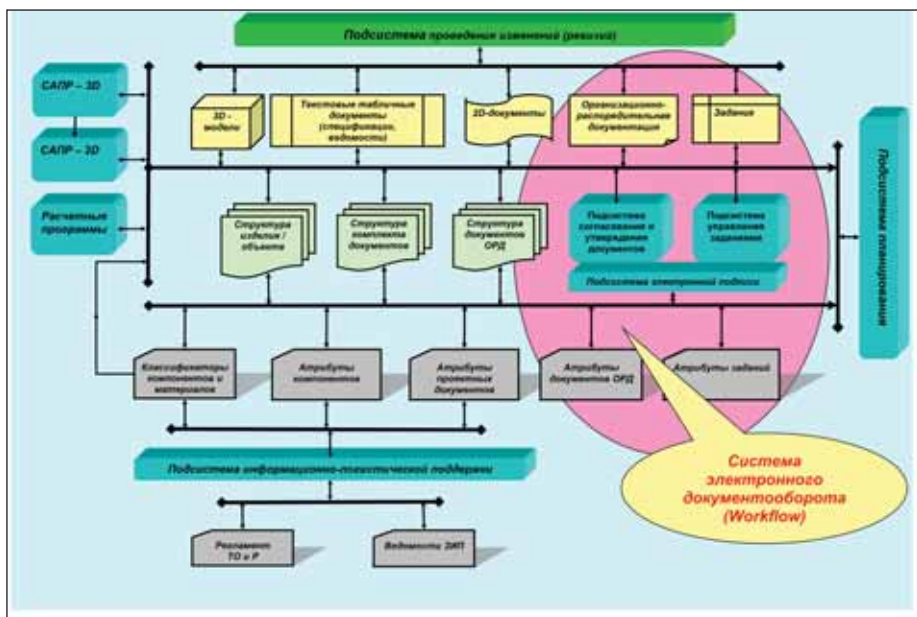 Подсистема проведения изменений (ревизий)
САПР – 3D
САПР – 3D
Расчетные
программы
3D -
модели
Текстовые табличные
документы
(спецификации,
ведомости)
2D-документы
Организационно-
распорядительная
документация
Задания
Подсистема планирования
Структура
изделия /
объекта
Структура
комплекта
документов
Структура
документов
ОРД
Подсистема
согласования и
утверждения
документов
Подсистема
управления
заданиями
Подсистема электронной подписи
Классификаторы
компонентов и
материалов
Атрибуты
компонентов
Атрибуты
проектных
документов
Атрибуты
документов ОРД
Атрибуты заданий
Подсистема информационно-логистической поддержки
Система
электронного
документооборота
(Workflow)
Регламент
ТО и Р
Ведомости ЗИП